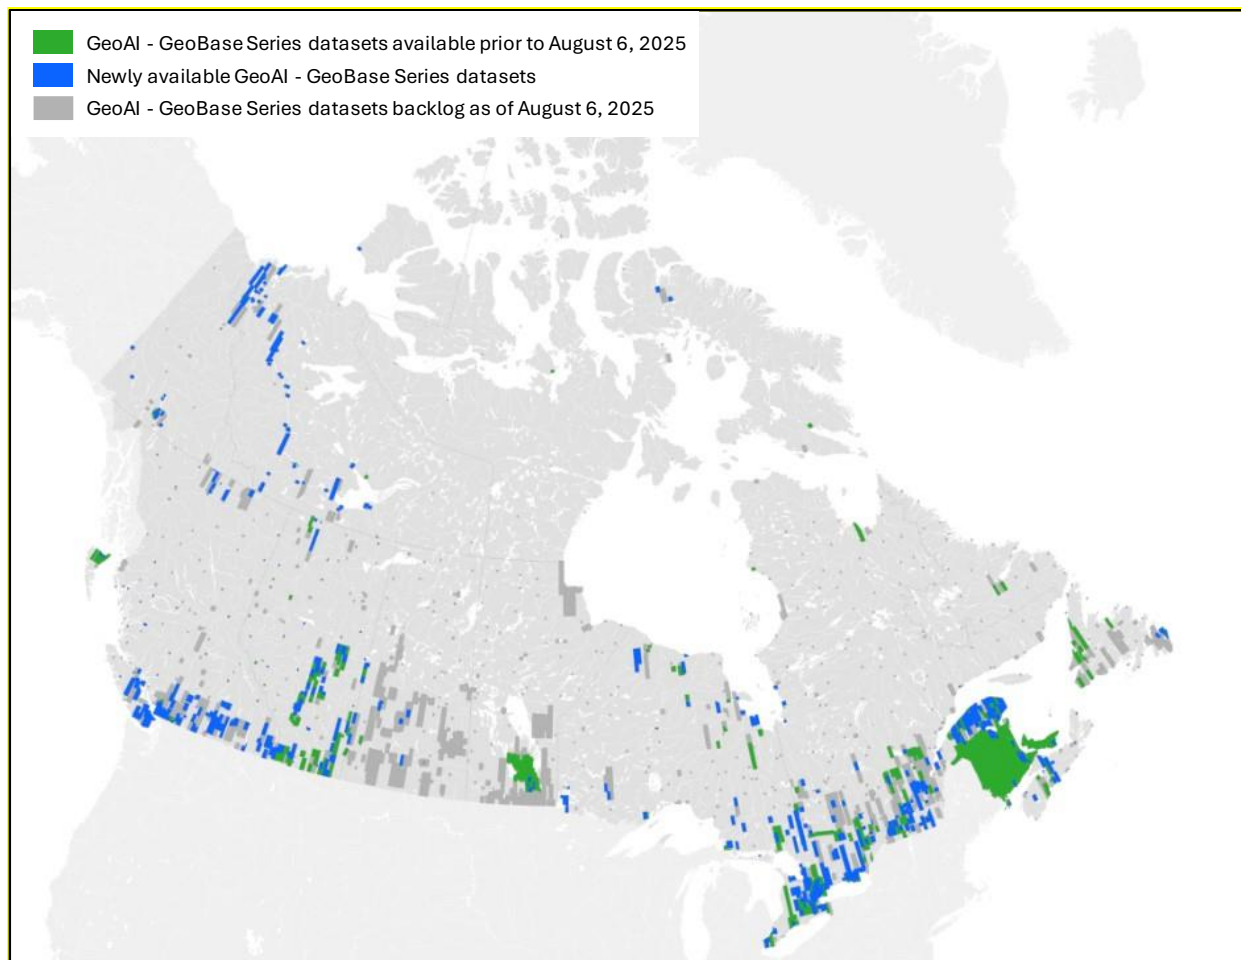 GeoAI - GeoBase Series datasets available prior to August 6, 2025
Newly available GeoAI - GeoBase Series datasets
GeoAI - GeoBase Series datasets backlog as of August 6, 2025